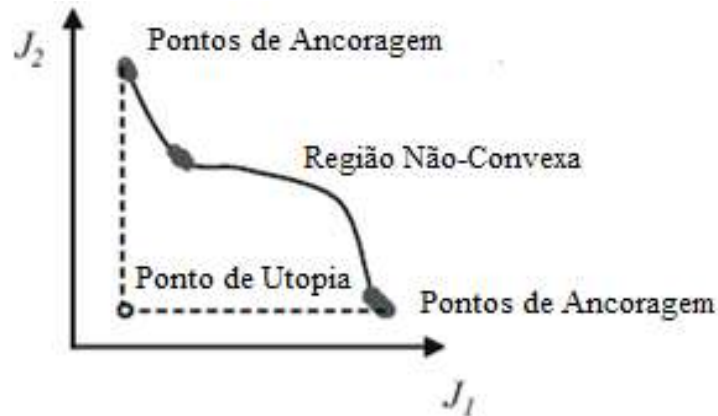 Pontos de Ancoragem
J₂
Região Não-Convexa
Ponto de Utopia
Pontos de Ancoragem
J₁